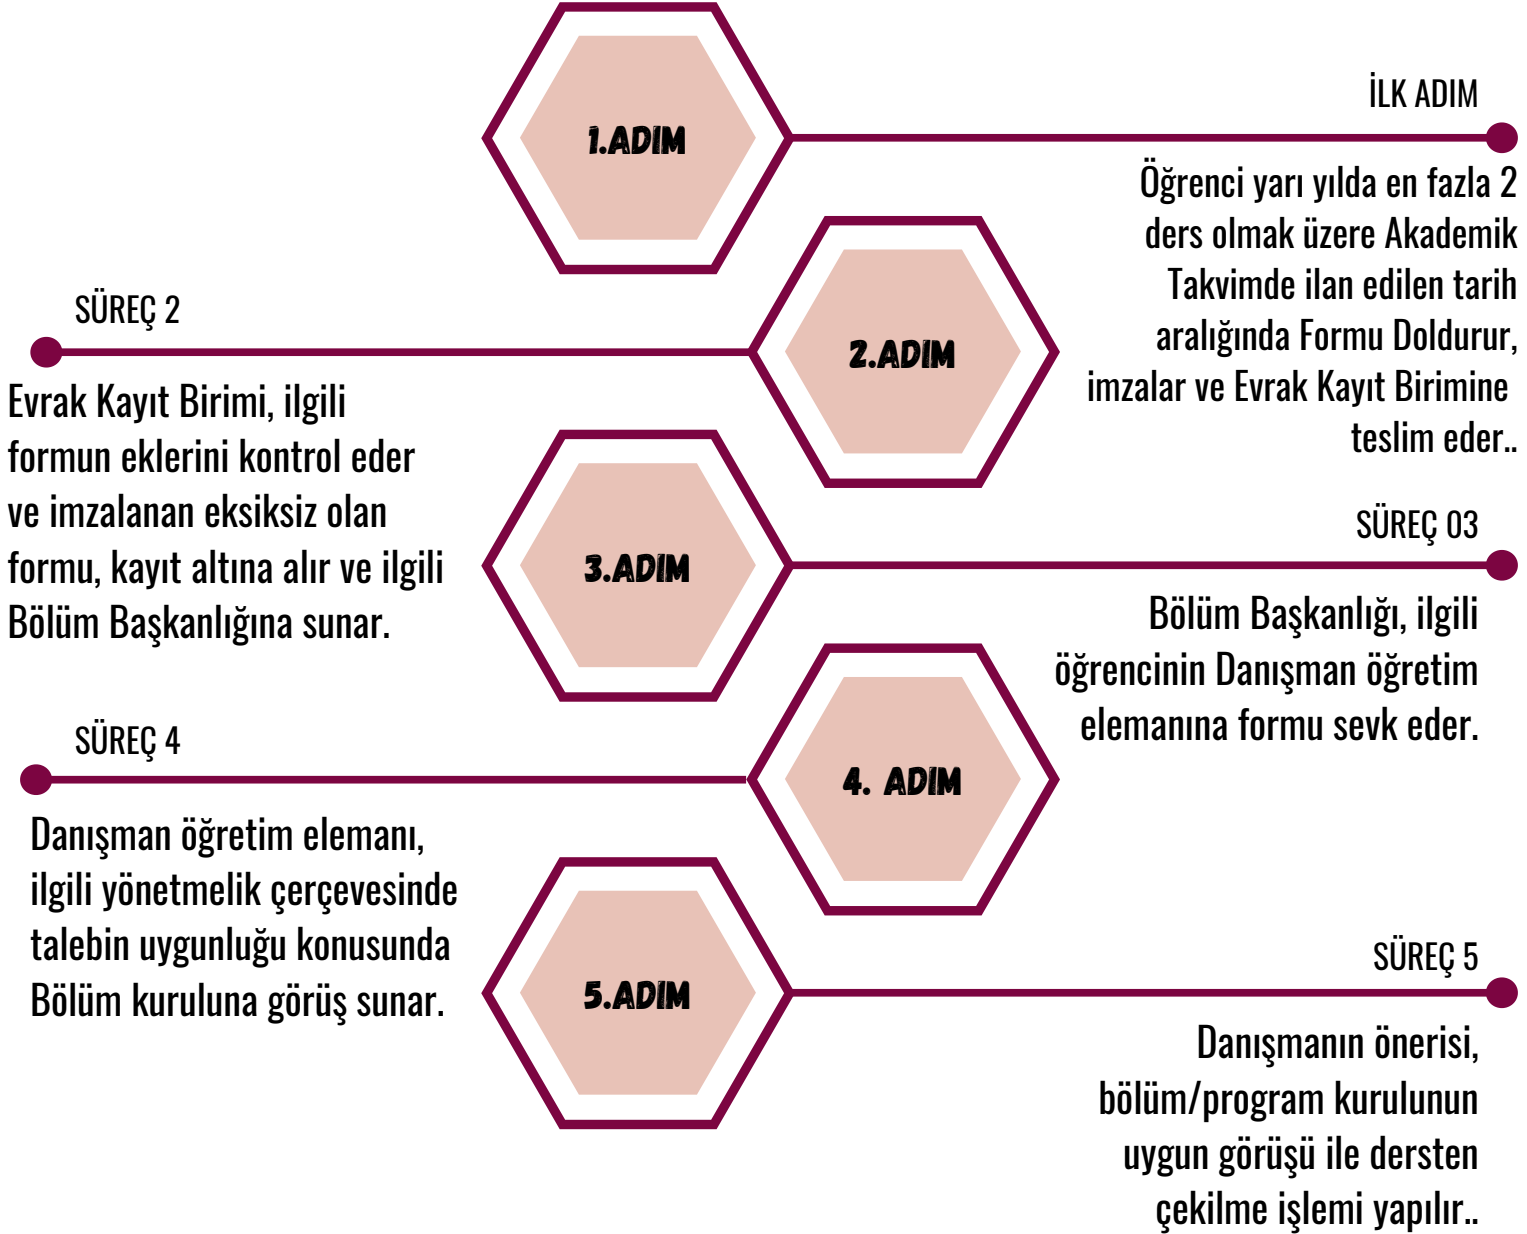 1.ADIM
İLK ADIM
Öğrenci yarı yılda en fazla 2
ders olmak üzere Akademik
Takvimde ilan edilen tarih
aralığında Formu Doldurur,
imzalar ve Evrak Kayıt Birimine
teslim eder..
2.ADIM
SÜREÇ 2
Evrak Kayıt Birimi, ilgili
formun eklerini kontrol eder
ve imzalanan eksiksiz olan
formu, kayıt altına alır ve ilgili
Bölüm Başkanlığına sunar.
3.ADIM
SÜREÇ 03
Bölüm Başkanlığı, ilgili
öğrencinin Danışman öğretim
elemanına formu sevk eder.
4. ADIM
SÜREÇ 4
Danışman öğretim elemanı,
ilgili yönetmelik çerçevesinde
talebin uygunluğu konusunda
Bölüm kuruluna görüş sunar.
5.ADIM
SÜREÇ 5
Danışmanın önerisi,
bölüm/program kurulunun
uygun görüşü ile dersten
çekilme işlemi yapılır..